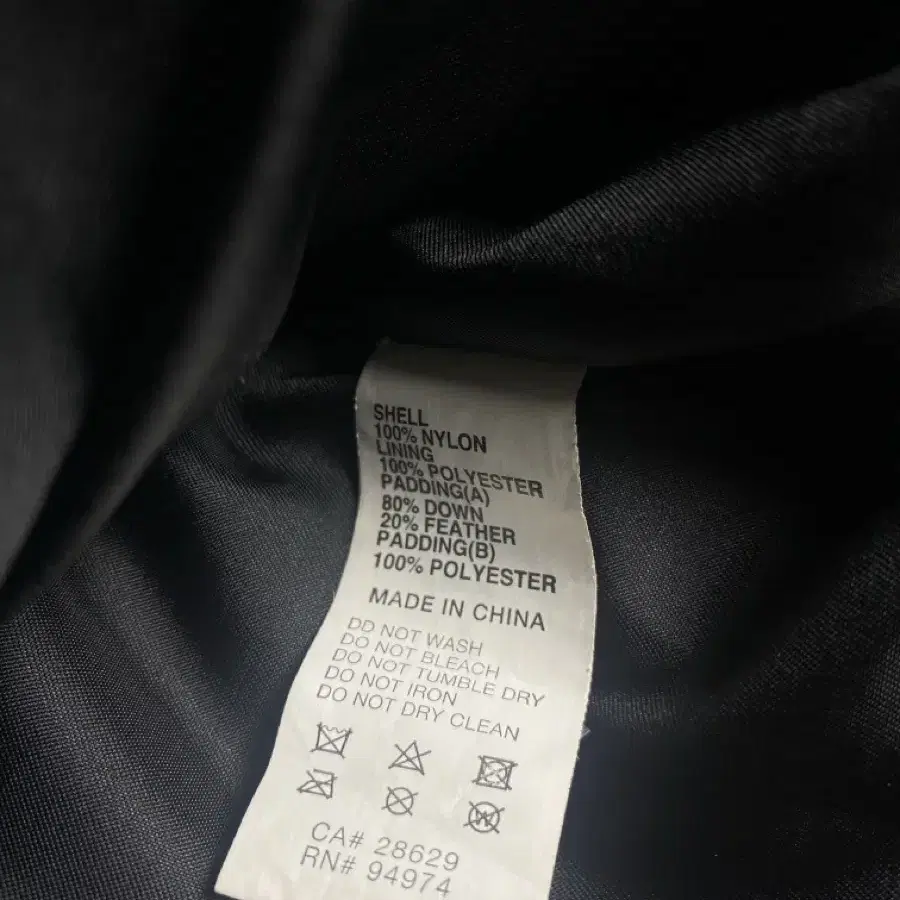 SHELL
100% NYLON
LINING
100% POLYESTER
PADDING(A)
80% DOWN
20% FEATHER
PADDING(B)
100% POLYESTER
MADE IN CHINA
DO NOT WASH
DO NOT BLEACH
DO NOT TUMBLE DRY
DO NOT IRON
DO NOT DRY CLEAN
W
CA# 28629
RN# 94974